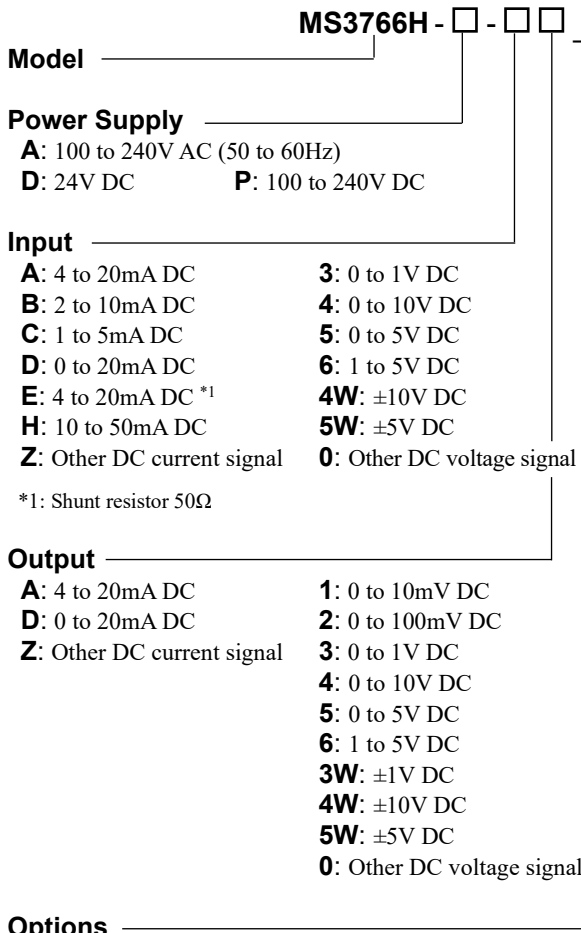 MS3766H - □ - □ □ -
Model
Power Supply
A: 100 to 240V AC (50 to 60Hz)
D: 24V DC P: 100 to 240V DC
Input
A: 4 to 20mA DC 3: 0 to 1V DC
B: 2 to 10mA DC 4: 0 to 10V DC
C: 1 to 5mA DC 5: 0 to 5V DC
D: 0 to 20mA DC 6: 1 to 5V DC
E: 4 to 20mA DC *1 4W: ±10V DC
H: 10 to 50mA DC 5W: ±5V DC
Z: Other DC current signal 0: Other DC voltage signal
*1: Shunt resistor 50Ω
Output
A: 4 to 20mA DC 1: 0 to 10mV DC
D: 0 to 20mA DC 2: 0 to 100mV DC
Z: Other DC current signal 3: 0 to 1V DC
4: 0 to 10V DC
5: 0 to 5V DC
6: 1 to 5V DC
3W: ±1V DC
4W: ±10V DC
5W: ±5V DC
0: Other DC voltage signal
Options